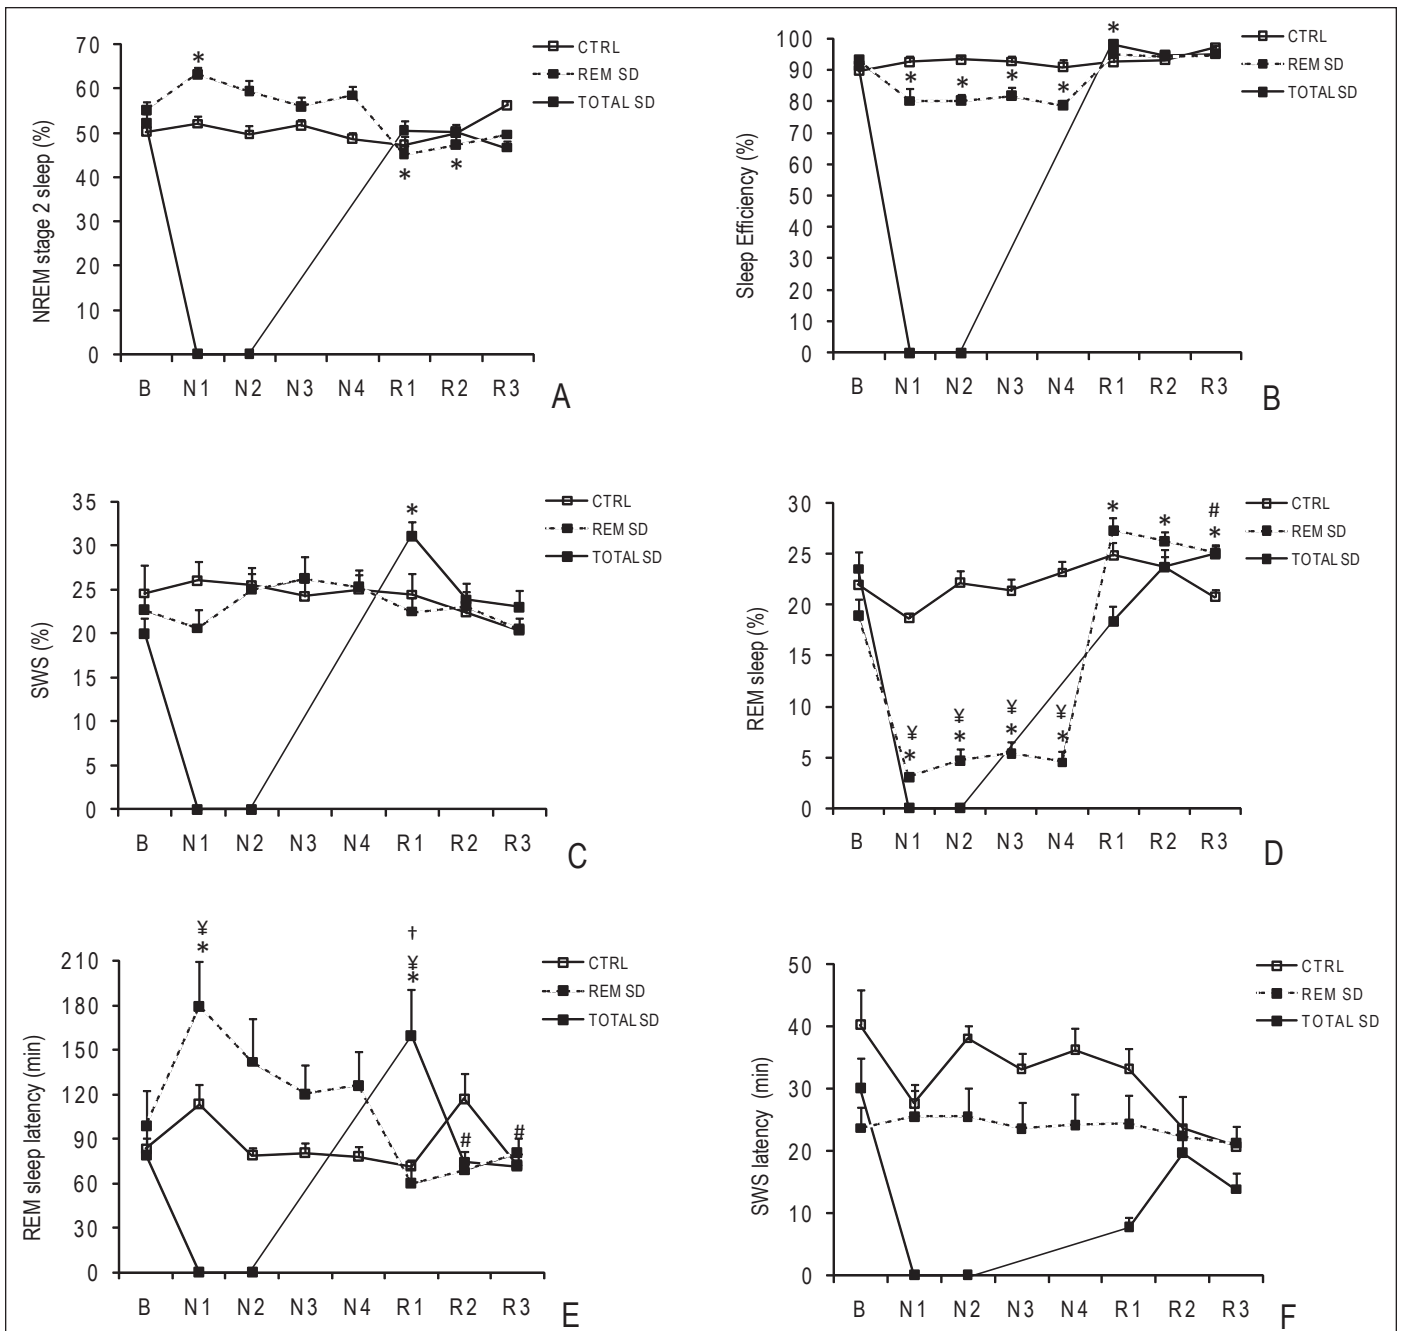 NREM stage 2 sleep (%)
70
60
50
40
30
20
10
0
B N1 N2 N3 N4 R1 R2 R3
* * *
CTRL
REM SD
TOTAL SD
A
Sleep Efficiency (%)
100
90
80
70
60
50
40
30
20
10
0
B N1 N2 N3 N4 R1 R2 R3
* * * * *
CTRL
REM SD
TOTAL SD
B
SWS (%)
35
30
25
20
15
10
5
0
B N1 N2 N3 N4 R1 R2 R3
*
CTRL
REM SD
TOTAL SD
C
REM sleep (%)
30
25
20
15
10
5
0
B N1 N2 N3 N4 R1 R2 R3
* * #
*
¥ ¥ ¥ ¥
* * * *
CTRL
REM SD
TOTAL SD
D
REM sleep latency (min)
210
180
150
120
90
60
30
0
B N1 N2 N3 N4 R1 R2 R3
¥
*
†
¥
*
# #
CTRL
REM SD
TOTAL SD
E
SWS latency (min)
50
40
30
20
10
0
B N1 N2 N3 N4 R1 R2 R3
CTRL
REM SD
TOTAL SD
F